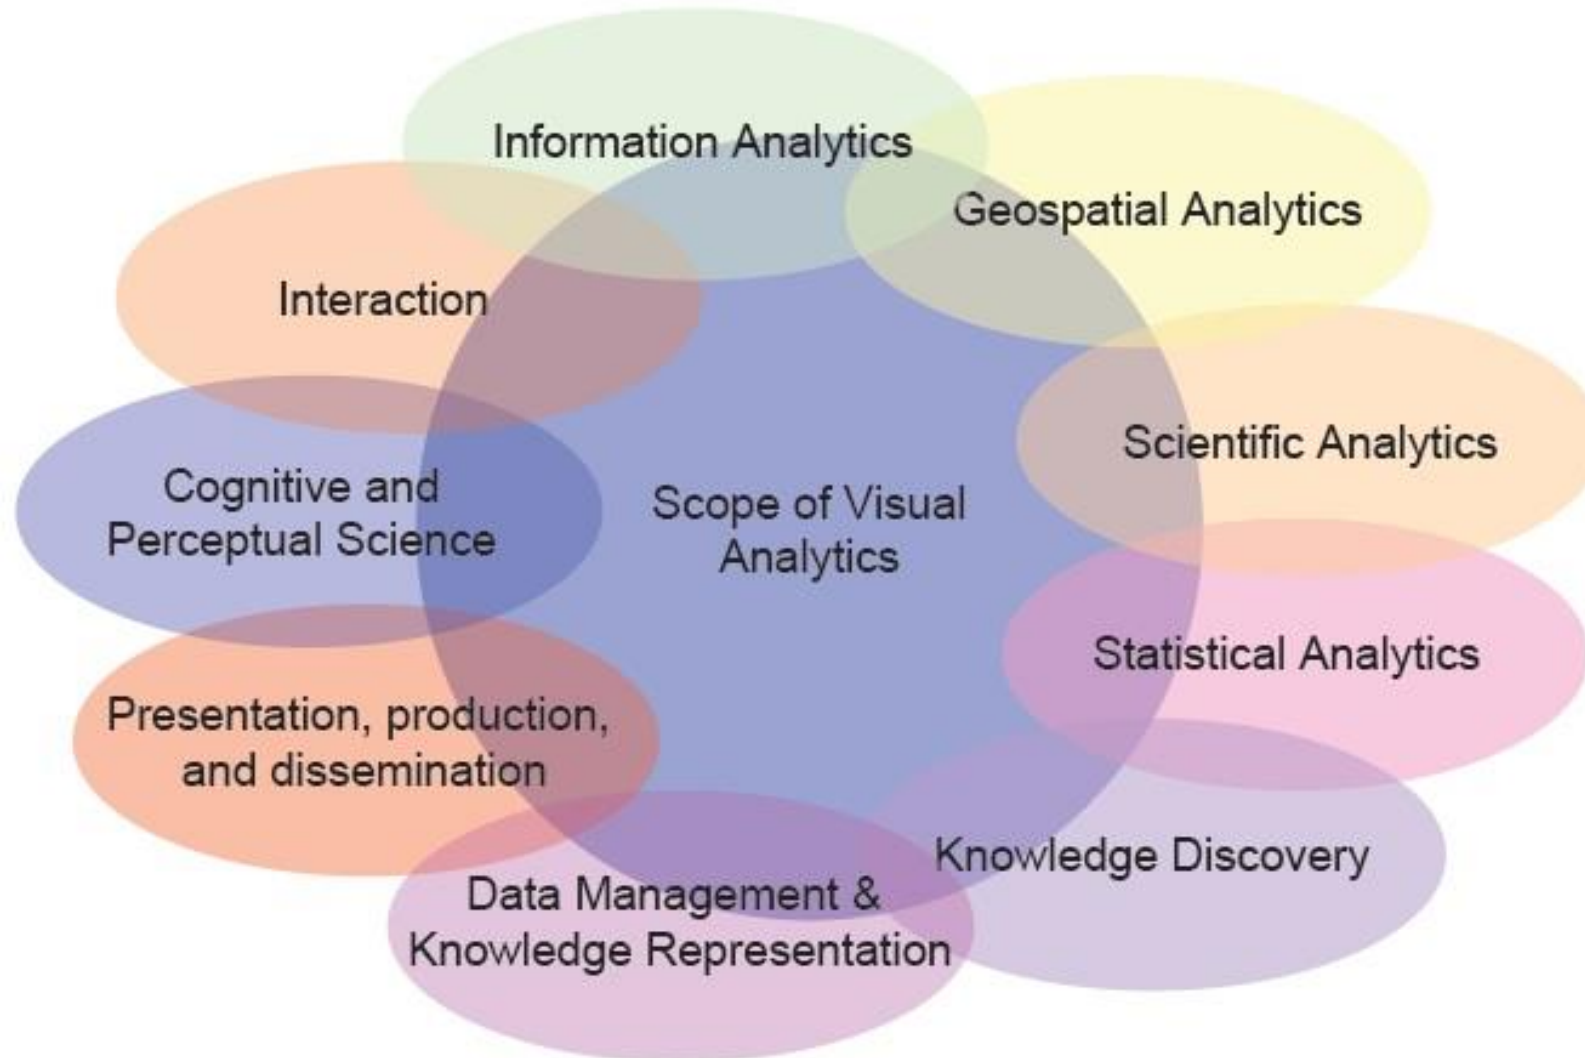 Information Analytics
Geospatial Analytics
Interaction
Scientific Analytics
Cognitive and
Perceptual Science
Scope of Visual
Analytics
Statistical Analytics
Presentation, production,
and dissemination
Knowledge Discovery
Data Management &
Knowledge Representation